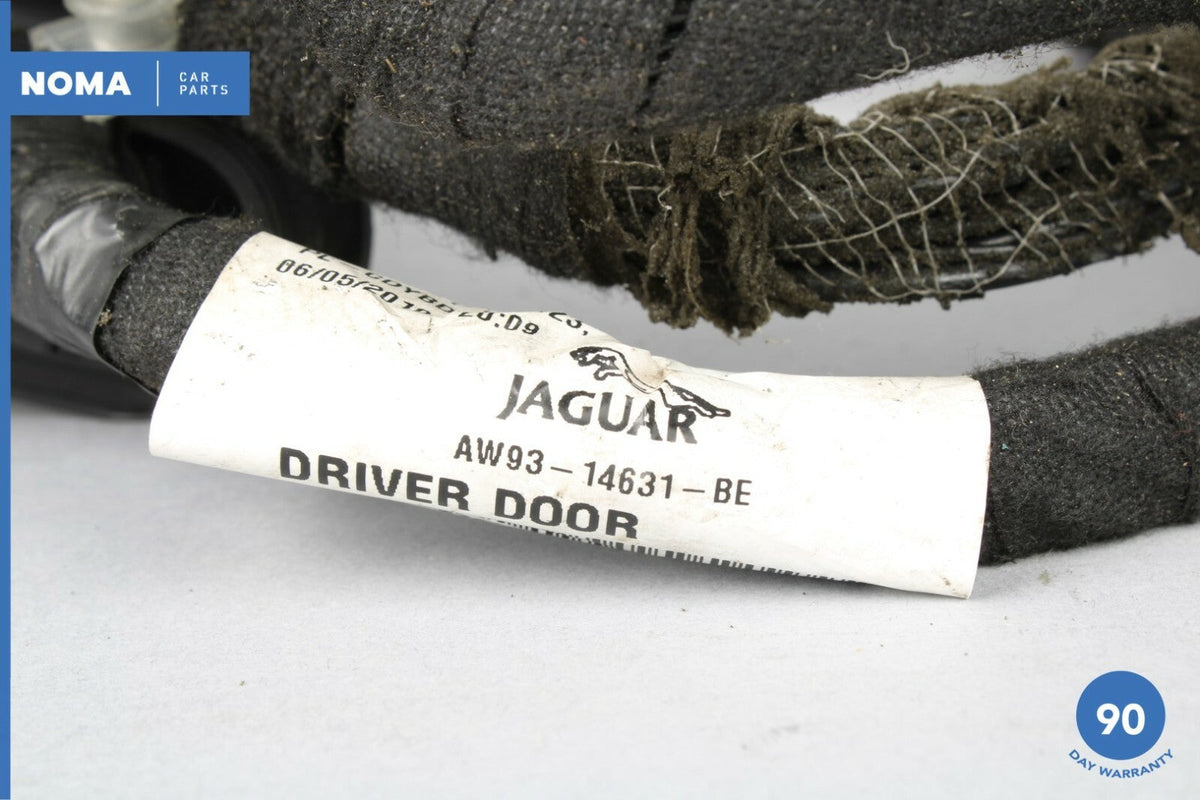 NOMA
CAR
PARTS
JAGUAR
AW93-14631-BE
DRIVER DOOR
90
DAY WARRANTY